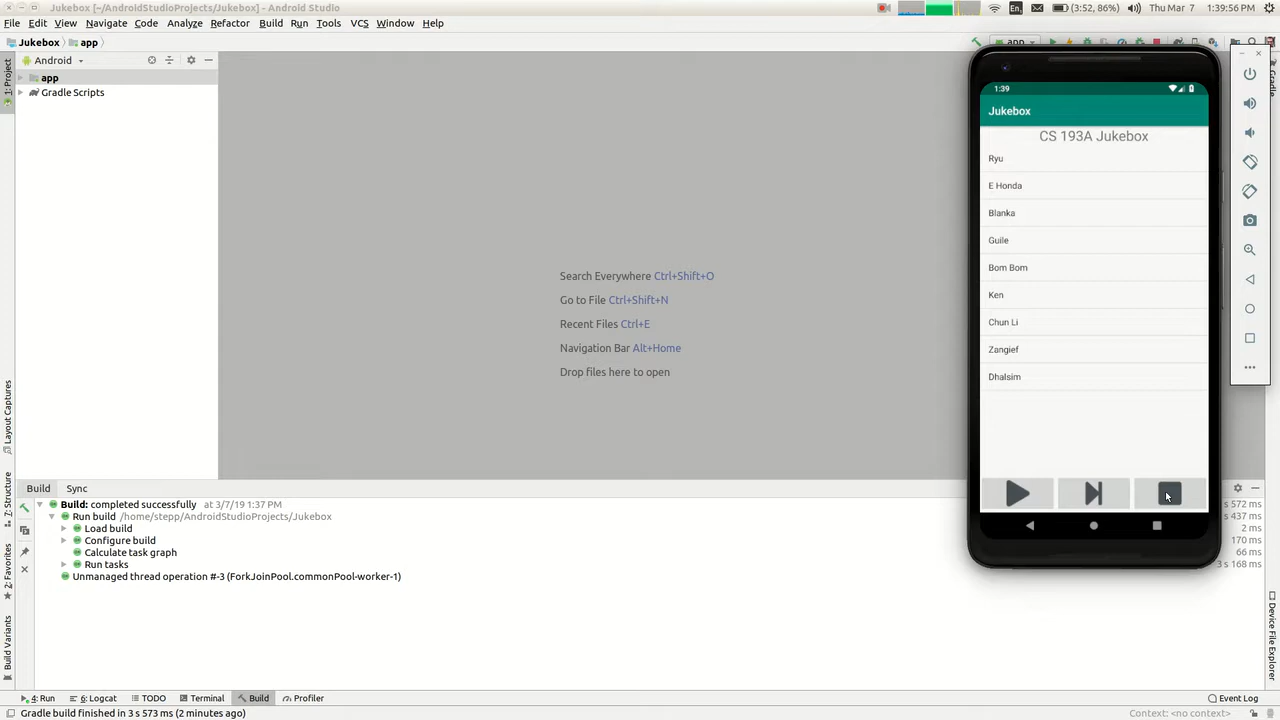 Jukebox [~/AndroidStudioProjects/Jukebox] - Android Studio
(3:52, 86%) Thu Mar 7 1:39:56 PM
En
File Edit View Navigate Code Analyze Refactor Build Run Tools VCS Window Help
Jukebox app
app
Android
app
Gradle Scripts
1: Project
Layout Captures
7: Structure
2: Favorites
Build Variants
Search Everywhere Ctrl+Shift+O
Go to File Ctrl+Shift+N
Recent Files Ctrl+E
Navigation Bar Alt+Home
Drop files here to open
1:39
Jukebox
CS 193A Jukebox
Ryu
E Honda
Blanka
Guile
Bom Bom
Ken
Chun Li
Zangief
Dhalsim
Gradle
Device File Explorer
Build Sync
Build: completed successfully at 3/7/19 1:37 PM
Run build /home/stepp/AndroidStudioProjects/Jukebox
Load build
Configure build
Calculate task graph
Run tasks
Unmanaged thread operation #-3 (ForkJoinPool.commonPool-worker-1)
s 572 ms
s 437 ms
2 ms
170 ms
66 ms
3 s 168 ms
4: Run 6: Logcat TODO Terminal Build Profiler Event Log
Gradle build finished in 3 s 573 ms (2 minutes ago) Context: <no context>